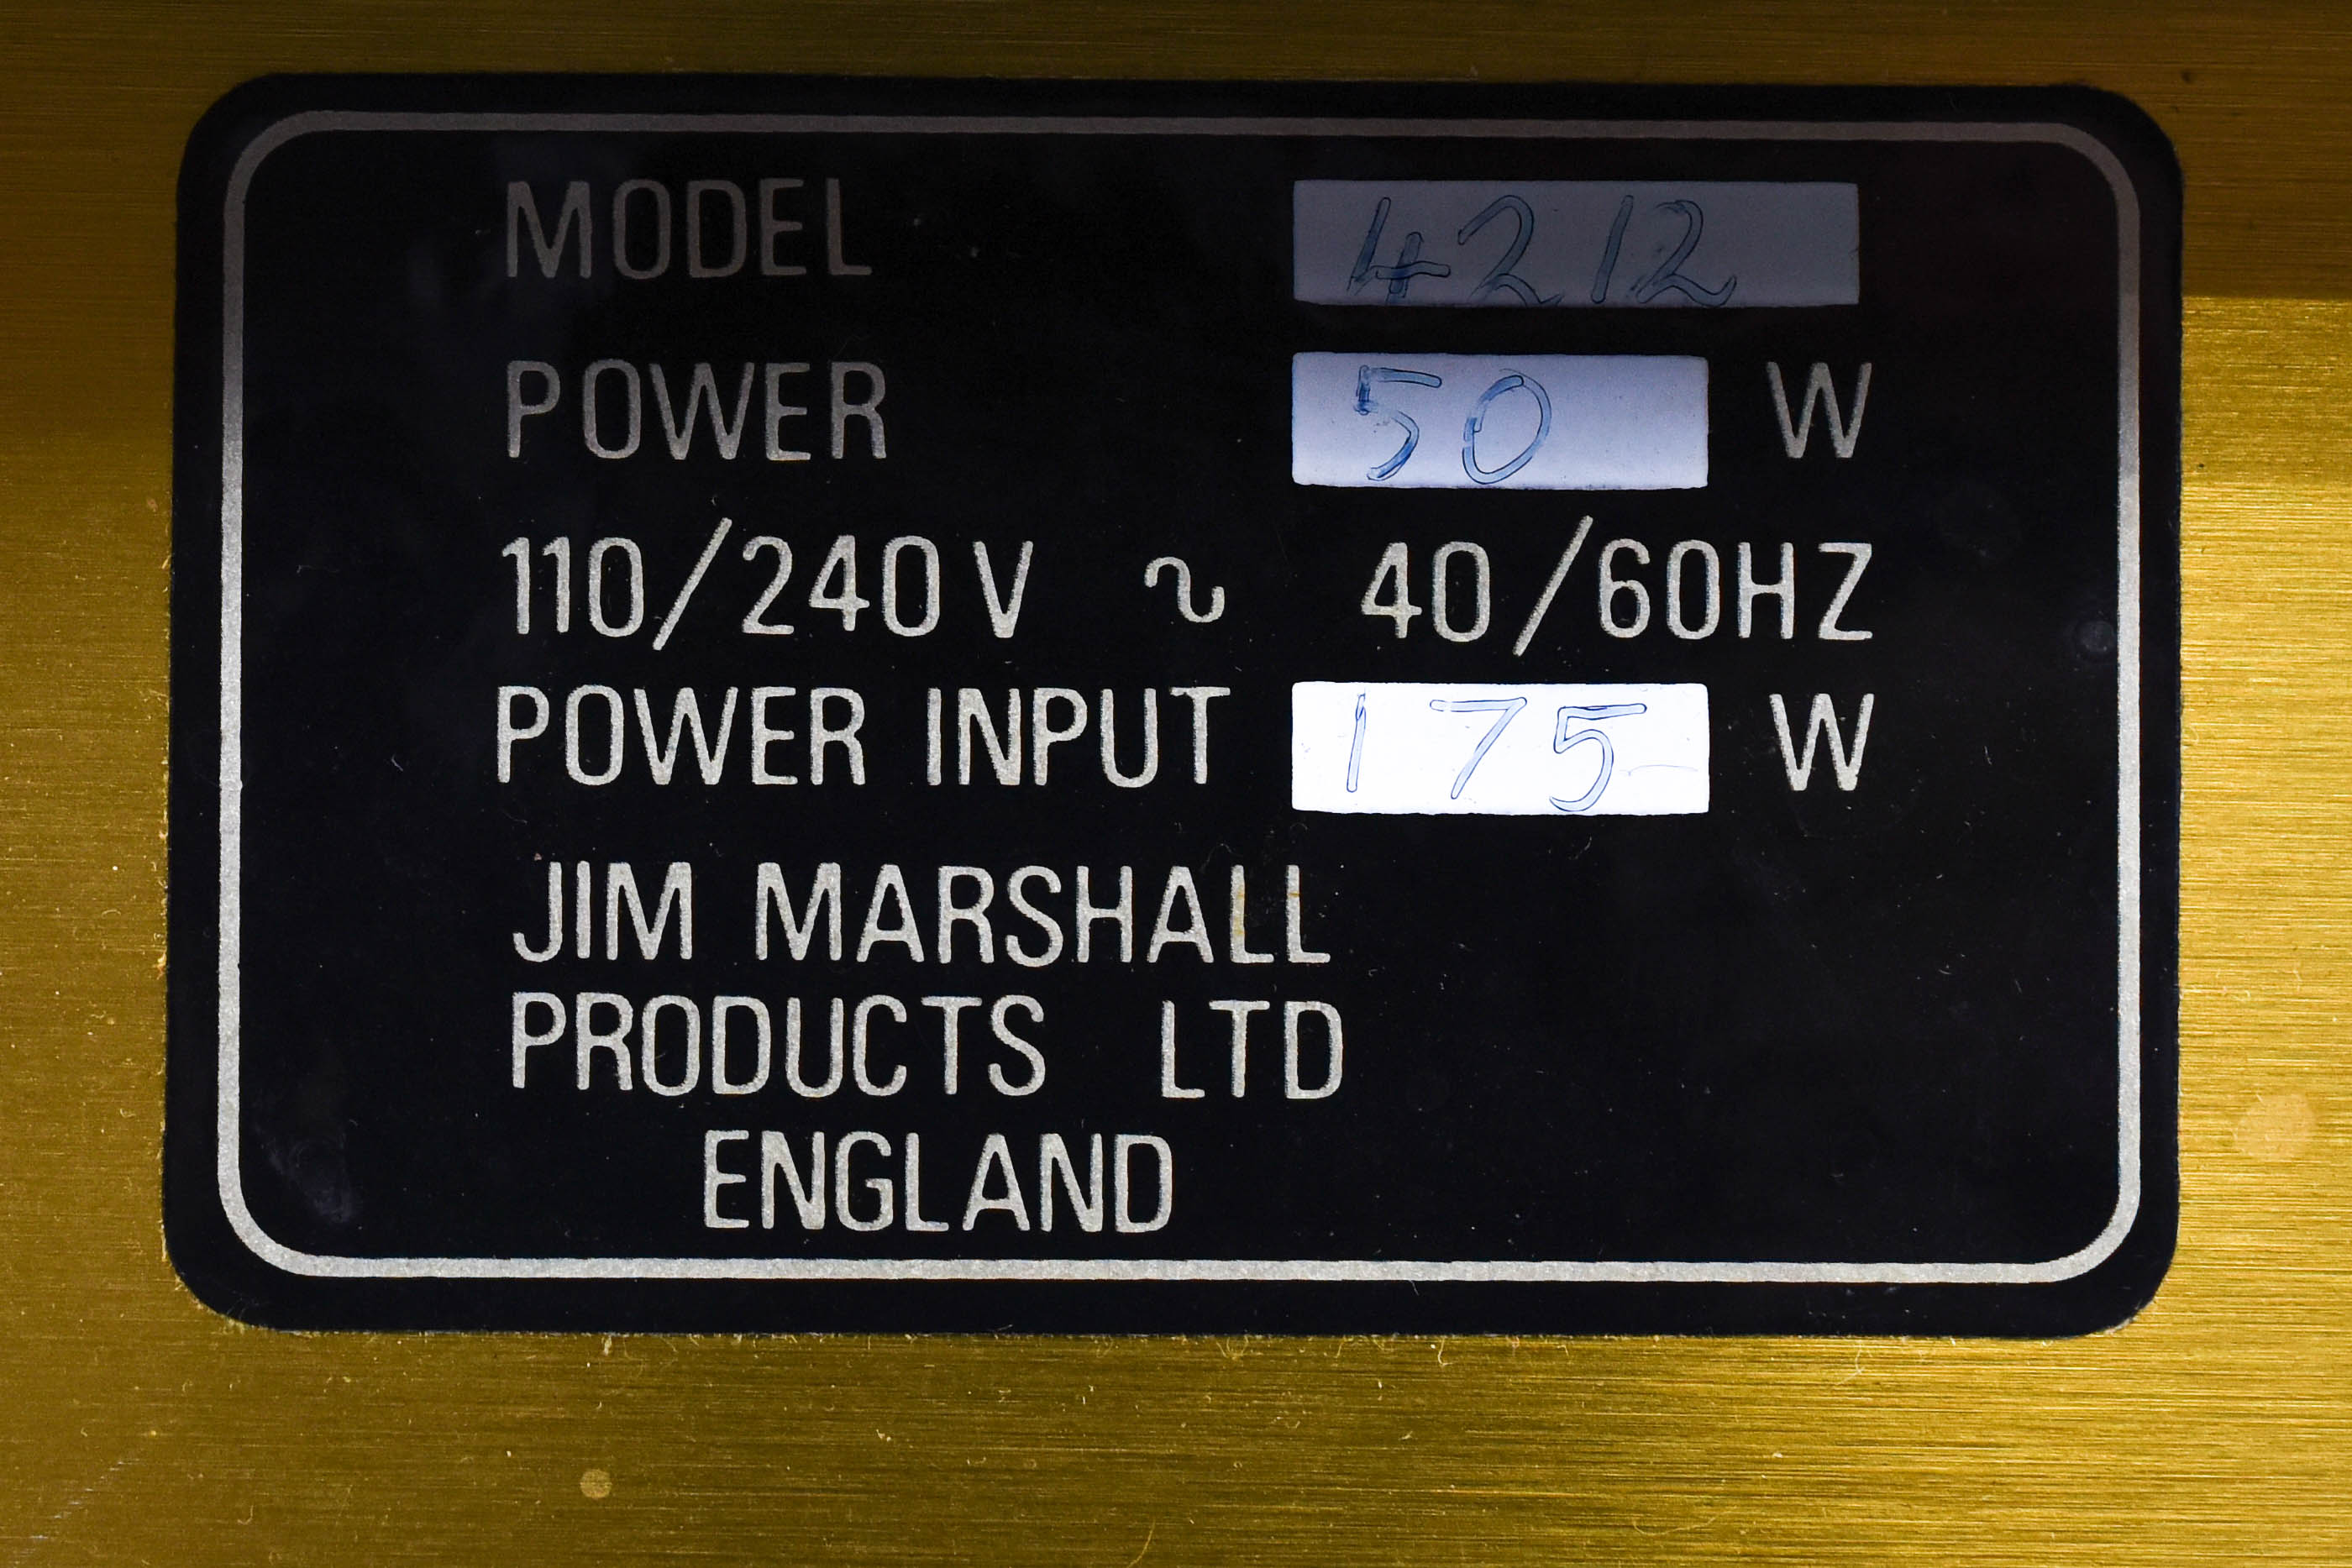 MODEL 4212
POWER 50 W
110/240V ∿ 40/60HZ
POWER INPUT 175 W
JIM MARSHALL
PRODUCTS LTD
ENGLAND